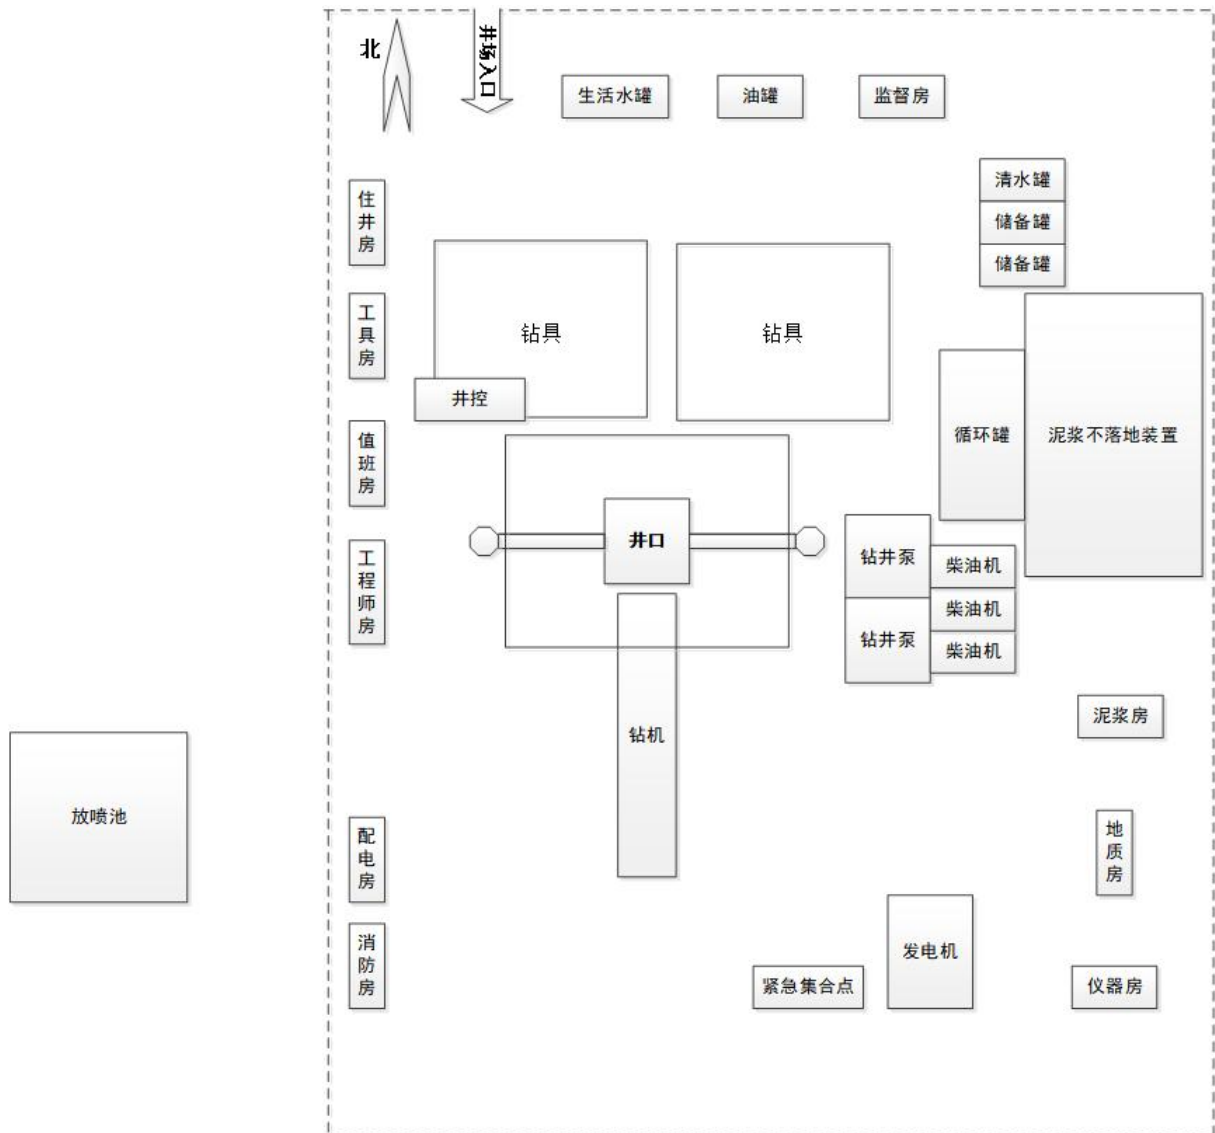 北
井场入口
生活水罐
油罐
监督房
清水罐
住井房
储备罐
储备罐
工具房
钻具
钻具
井控
循环罐
泥浆不落地装置
值班房
井口
钻井泵
柴油机
工程师房
柴油机
钻井泵
柴油机
泥浆房
钻机
放喷池
配电房
地质房
消防房
发电机
紧急集合点
仪器房